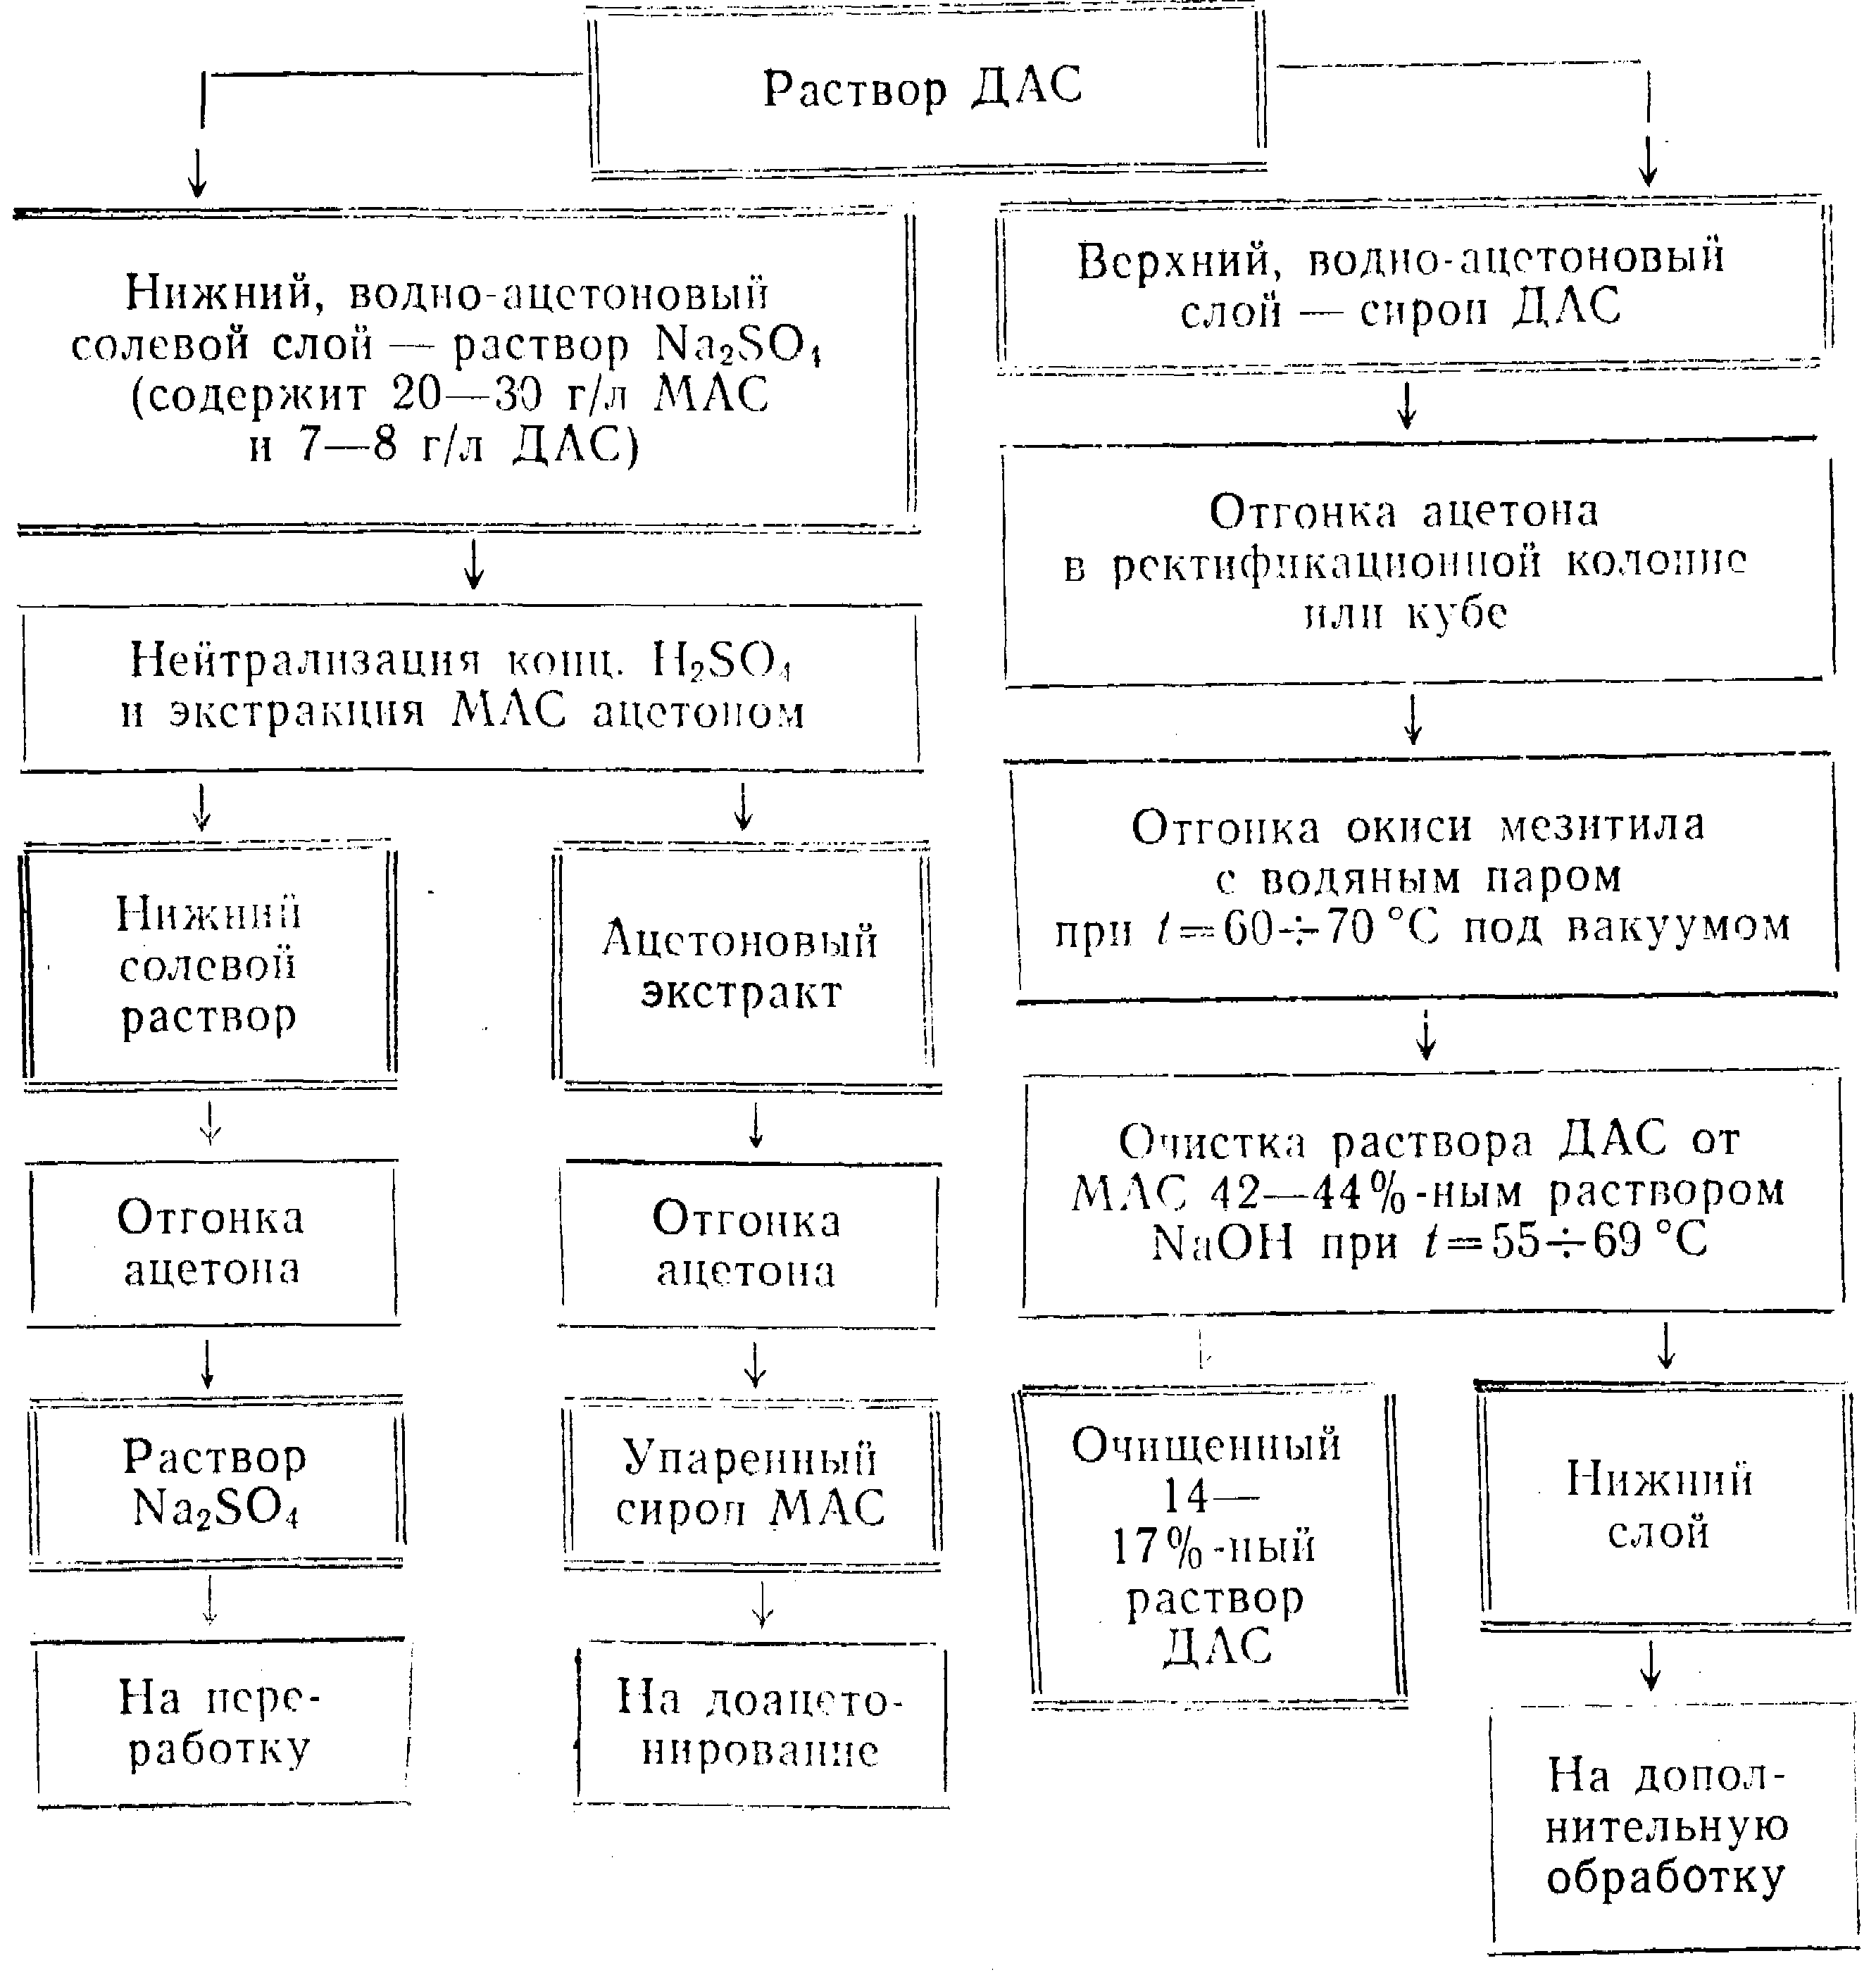 Раствор ДАС
Нижний, водно-ацетоновый
солевой слой — раствор Na₂SO₄
(содержит 20—30 г/л МАС
и 7—8 г/л ДАС)
Нейтрализация конц. H₂SO₄
и экстракция МАС ацетоном
Нижний
солевой
раствор
Отгонка
ацетона
Раствор
Na₂SO₄
На пере-
работку
Ацетоновый
экстракт
Отгонка
ацетона
Упаренный
сироп МАС
На доацето-
нирование
Верхний, водно-ацетоновый
слой — сироп ДАС
Отгонка ацетона
в ректификационной колонне
или кубе
Отгонка окиси мезитила
с водяным паром
при t=60÷70 °С под вакуумом
Очистка раствора ДАС от
МАС 42—44%-ным раствором
NaOH при t=55÷69 °С
Очищенный
14—
17%-ный
раствор
ДАС
Нижний
слой
На допол-
нительную
обработку